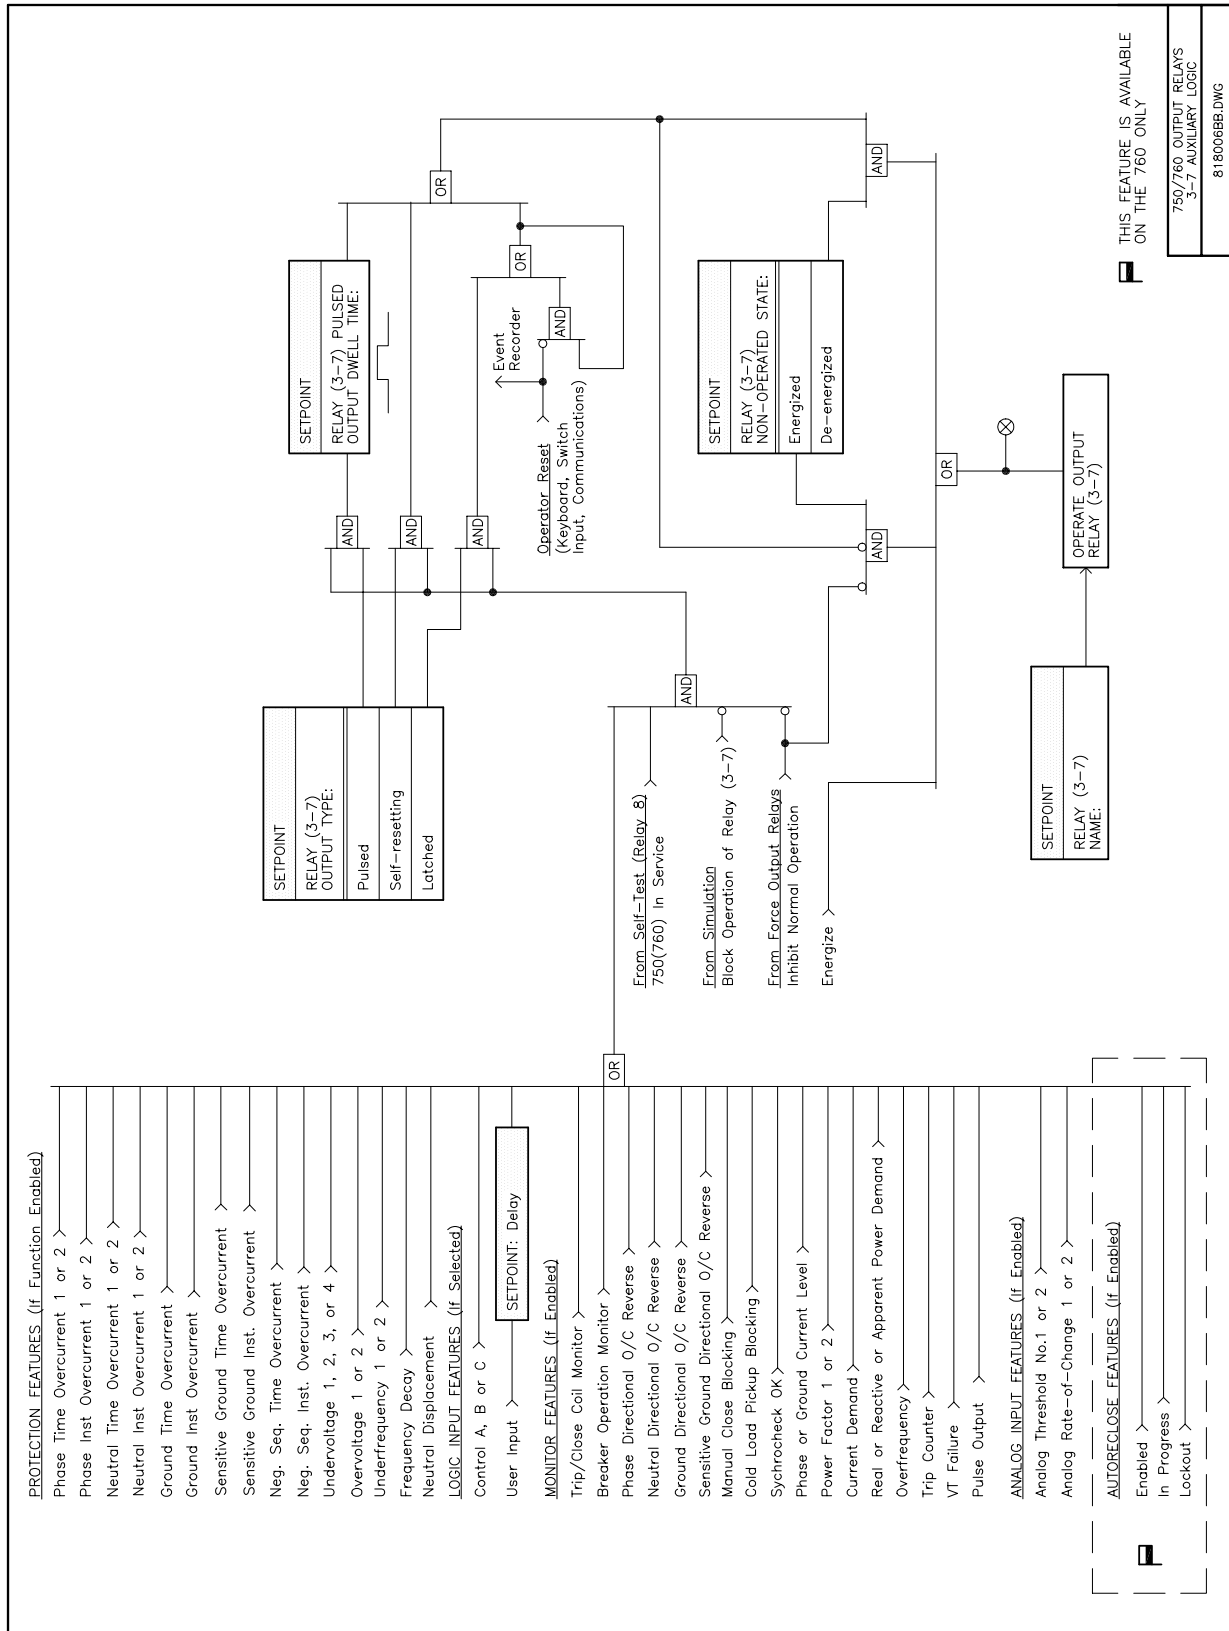 PROTECTION FEATURES (If Function Enabled)
Phase Time Overcurrent 1 or 2
Phase Inst Overcurrent 1 or 2
Neutral Time Overcurrent 1 or 2
Neutral Inst Overcurrent 1 or 2
Ground Time Overcurrent
Ground Inst Overcurrent
Sensitive Ground Time Overcurrent
Sensitive Ground Inst. Overcurrent
Neg. Seq. Time Overcurrent
Neg. Seq. Inst. Overcurrent
Undervoltage 1, 2, 3, or 4
Overvoltage 1 or 2
Underfrequency 1 or 2
Frequency Decay
Neutral Displacement
LOGIC INPUT FEATURES (If Selected)
Control A, B or C
User Input
SETPOINT: Delay
MONITOR FEATURES (If Enabled)
Trip/Close Coil Monitor
Breaker Operation Monitor
Phase Directional O/C Reverse
Neutral Directional O/C Reverse
Ground Directional O/C Reverse
Sensitive Ground Directional O/C Reverse
Manual Close Blocking
Cold Load Pickup Blocking
Sychrocheck OK
Phase or Ground Current Level
Power Factor 1 or 2
Current Demand
Real or Reactive or Apparent Power Demand
Overfrequency
Trip Counter
VT Failure
Pulse Output
ANALOG INPUT FEATURES (If Enabled)
Analog Threshold No.1 or 2
Analog Rate-of-Change 1 or 2
AUTORECLOSE FEATURES (If Enabled)
Enabled
In Progress
Lockout
OR
SETPOINT
RELAY (3-7)
OUTPUT TYPE:
Pulsed
Self-resetting
Latched
From Self-Test (Relay 8)
750(760) In Service
From Simulation
Block Operation of Relay (3-7)
From Force Output Relays
Inhibit Normal Operation
Energize
AND
SETPOINT
RELAY (3-7)
NAME:
AND
AND
AND
SETPOINT
RELAY (3-7) PULSED
OUTPUT DWELL TIME:
Operator Reset
(Keyboard, Switch
Input, Communications)
Event
Recorder
AND
OR
OR
SETPOINT
RELAY (3-7)
NON-OPERATED STATE:
Energized
De-energized
AND
AND
OR
OPERATE OUTPUT
RELAY (3-7)
THIS FEATURE IS AVAILABLE
ON THE 760 ONLY
750/760 OUTPUT RELAYS
3-7 AUXILIARY LOGIC
818006BB.DWG